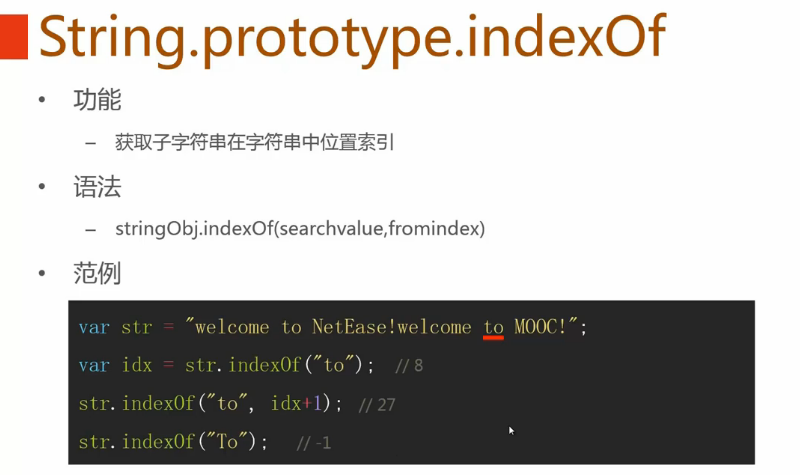 String.prototype.indexOf
• 功能
– 获取子字符串在字符串中位置索引
• 语法
– stringObj.indexOf(searchvalue,fromindex)
• 范例
var str = "welcome to NetEase!welcome to MOOC!";
var idx = str.indexOf("to"); // 8
str.indexOf("to", idx+1); // 27
str.indexOf("To"); // -1